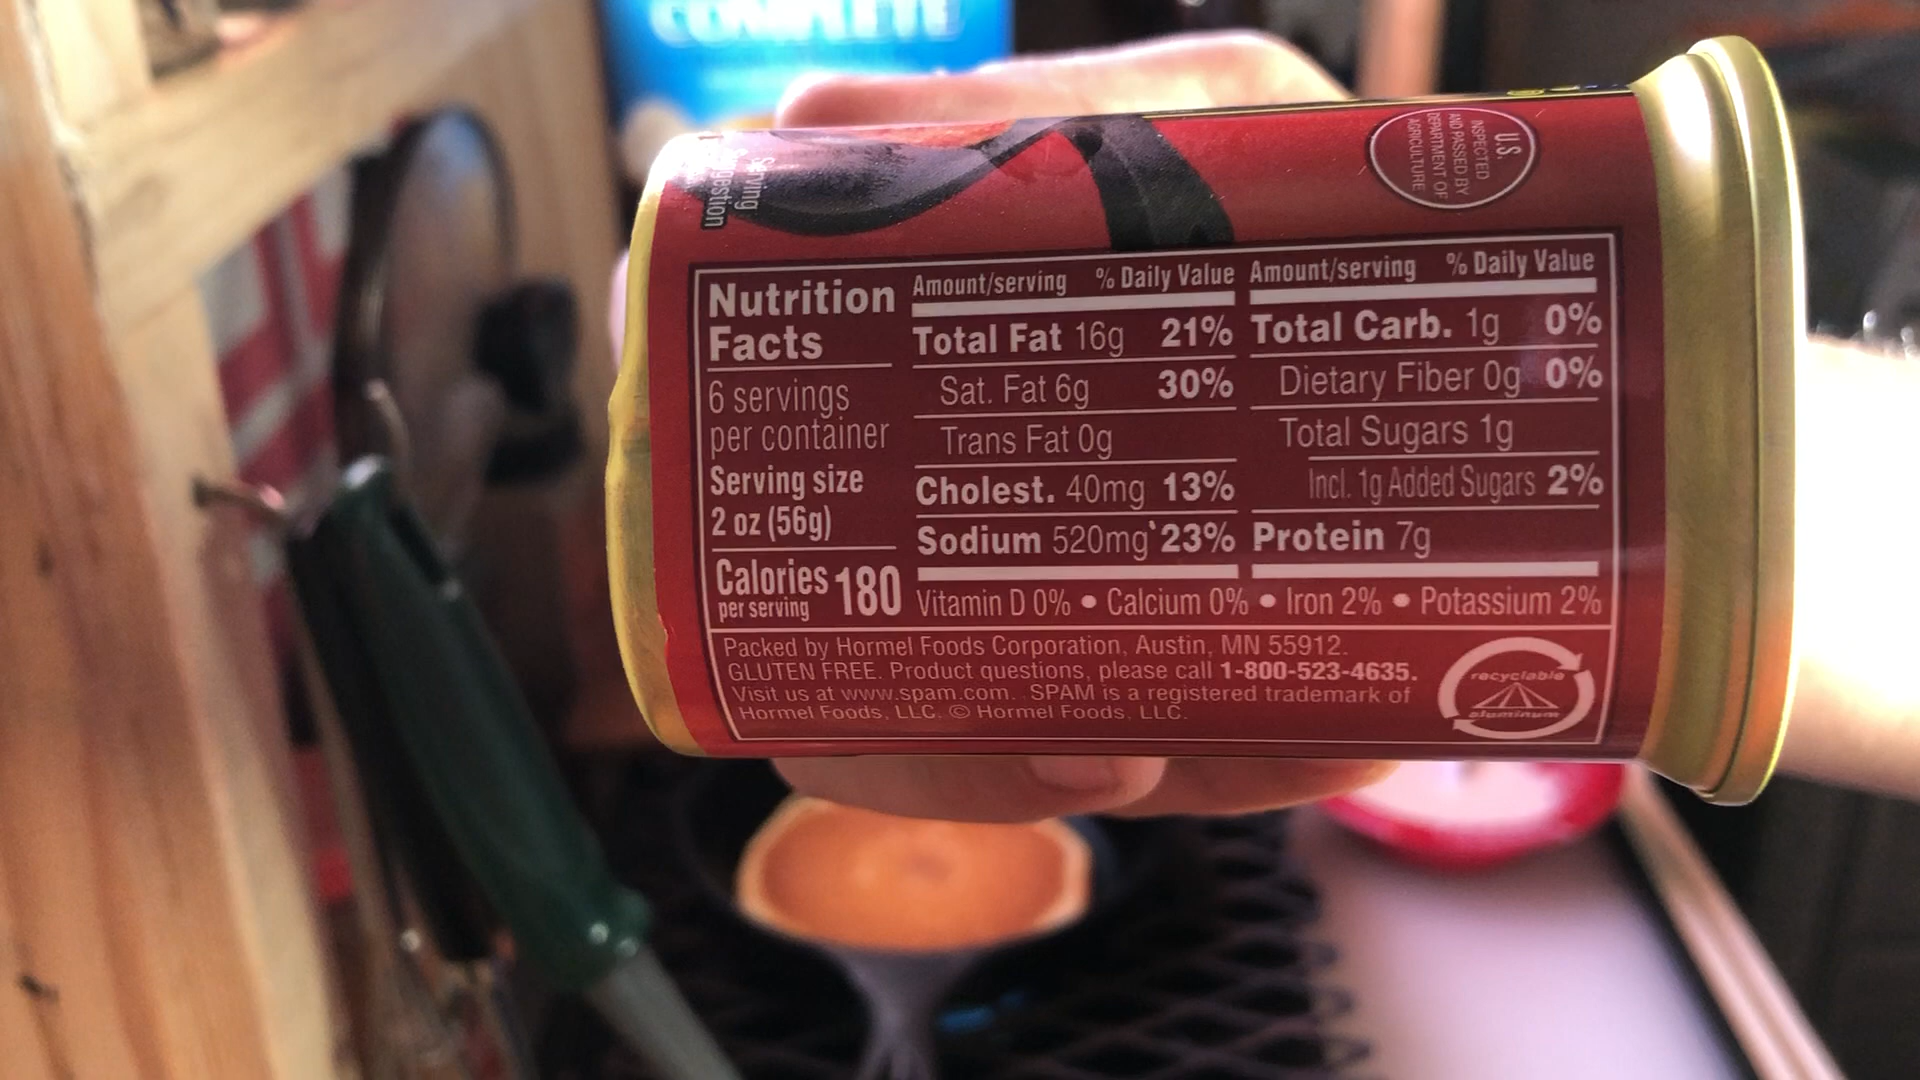 COMPLETE
Serving
U.S.
INSPECTED
AND PASSED BY
DEPARTMENT OF
AGRICULTURE
Nutrition
Facts
6 servings
per container
Serving size
2 oz (56g)
Calories 180
per serving
Amount/serving % Daily Value
Total Fat 16g 21%
Sat. Fat 6g 30%
Trans Fat 0g
Cholest. 40mg 13%
Sodium 520mg 23%
Amount/serving % Daily Value
Total Carb. 1g 0%
Dietary Fiber 0g 0%
Total Sugars 1g
Incl. 1g Added Sugars 2%
Protein 7g
Vitamin D 0% • Calcium 0% • Iron 2% • Potassium 2%
Packed by Hormel Foods Corporation, Austin, MN 55912.
GLUTEN FREE. Product questions, please call 1-800-523-4635.
Visit us at www.spam.com. SPAM is a registered trademark of
Hormel Foods, LLC. © Hormel Foods, LLC.
recyclable
aluminum